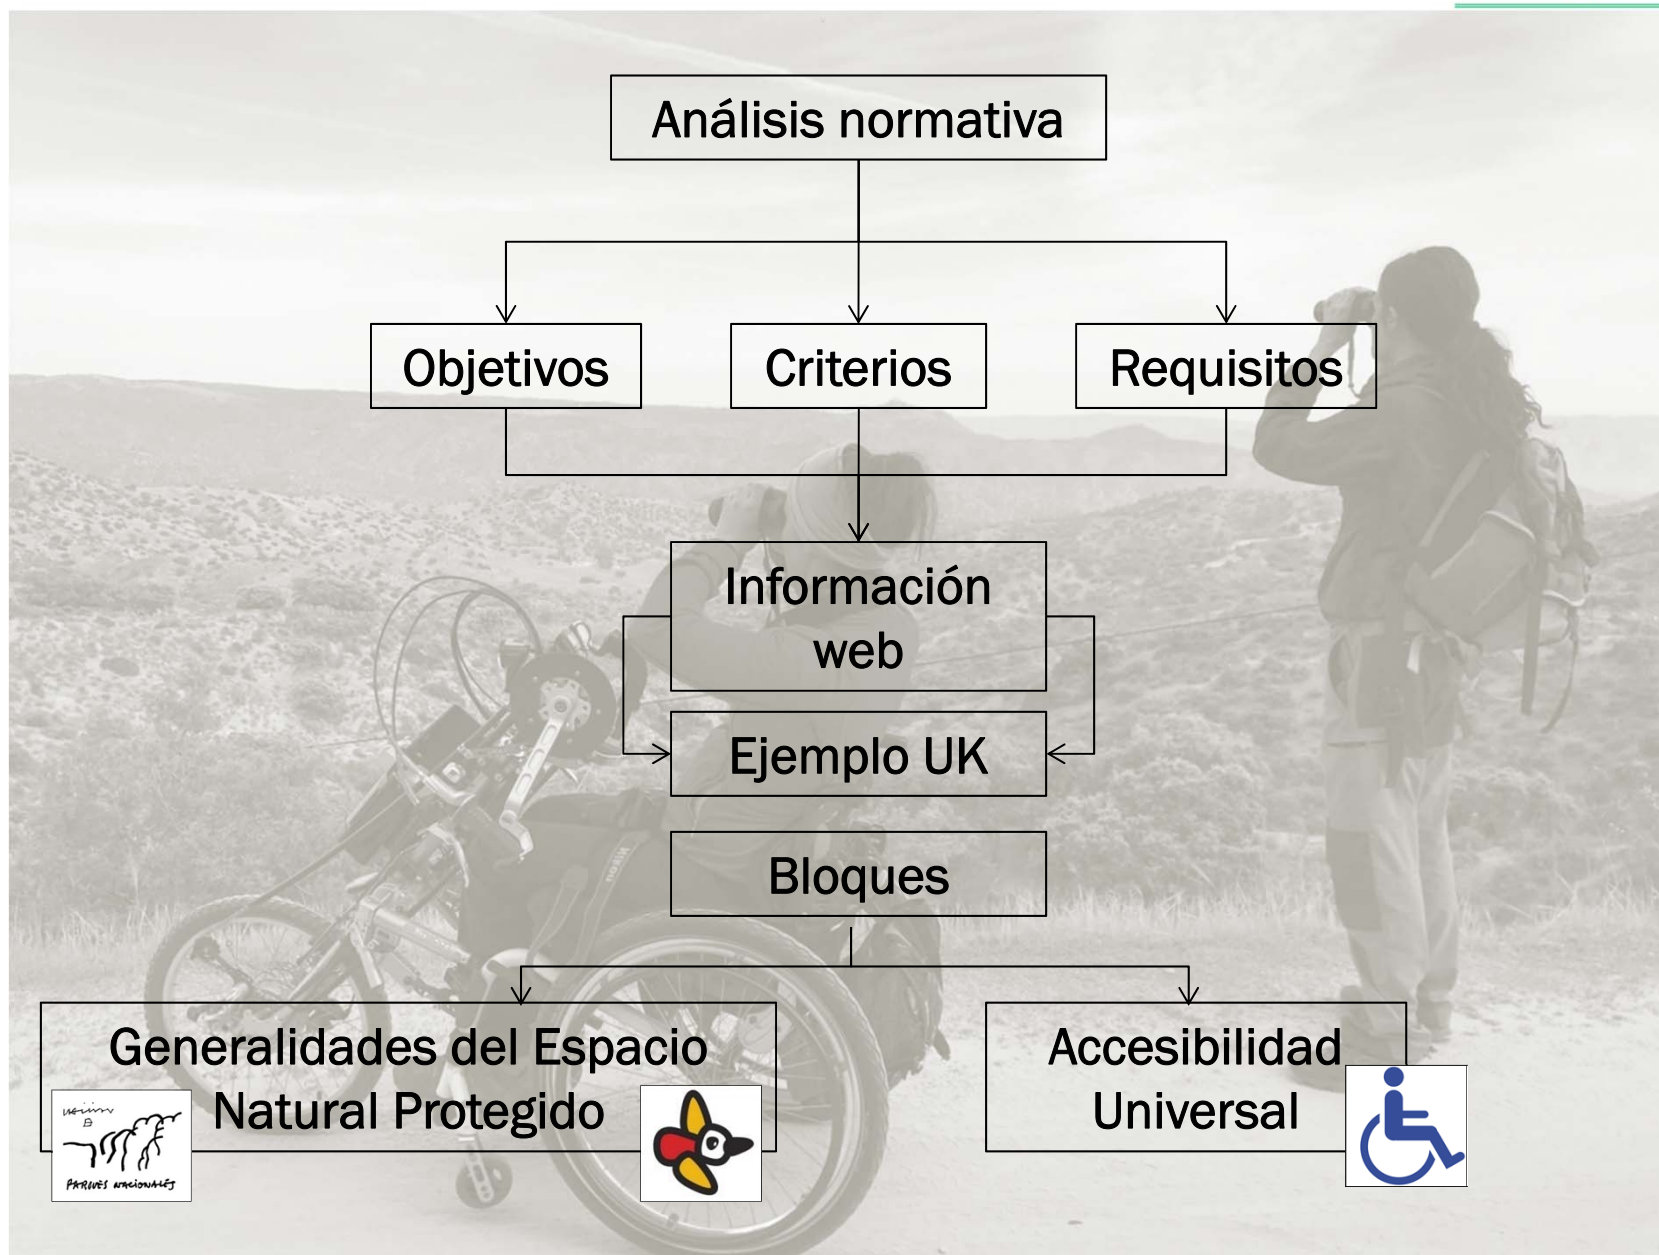 Análisis normativa
Objetivos
Criterios
Requisitos
Información
web
Ejemplo UK
Bloques
Generalidades del Espacio
Natural Protegido
Accesibilidad
Universal
PARQUES NACIONALES